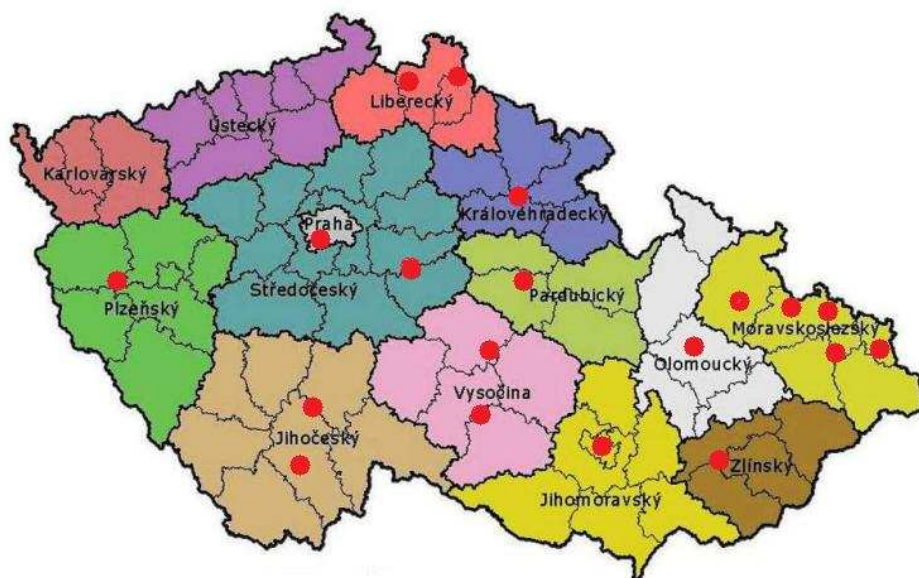 Liberecký
Ústecký
Karlovarský
Královéhradecký
Praha
Plzeňský
Středočeský
Pardubický
Moravskoslezský
Olomoucký
Vysočina
Jihočeský
Zlínský
Jihomoravský